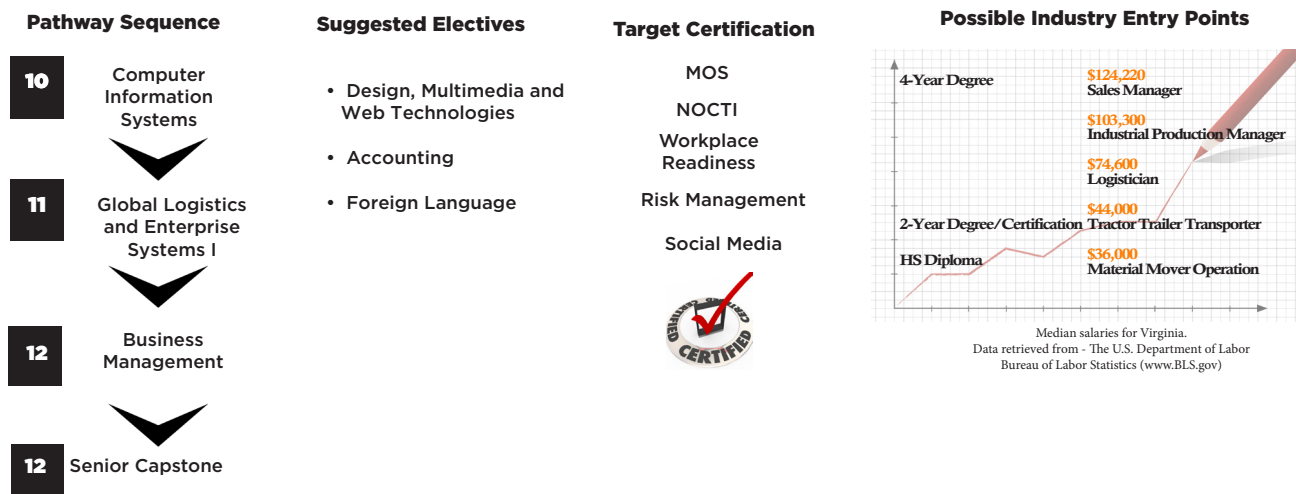 Pathway Sequence
10
Computer
Information
Systems
11
Global Logistics
and Enterprise
Systems I
12
Business
Management
12
Senior Capstone
Suggested Electives
• Design, Multimedia and
Web Technologies
• Accounting
• Foreign Language
Target Certification
MOS
NOCTI
Workplace
Readiness
Risk Management
Social Media
CERTIFIED
CERTIFIED
CERTIFIED
Possible Industry Entry Points
4-Year Degree
$124,220
Sales Manager
$103,300
Industrial Production Manager
$74,600
Logistician
$44,000
2-Year Degree/Certification Tractor Trailer Transporter
HS Diploma
$36,000
Material Mover Operation
Median salaries for Virginia.
Data retrieved from - The U.S. Department of Labor
Bureau of Labor Statistics (www.BLS.gov)